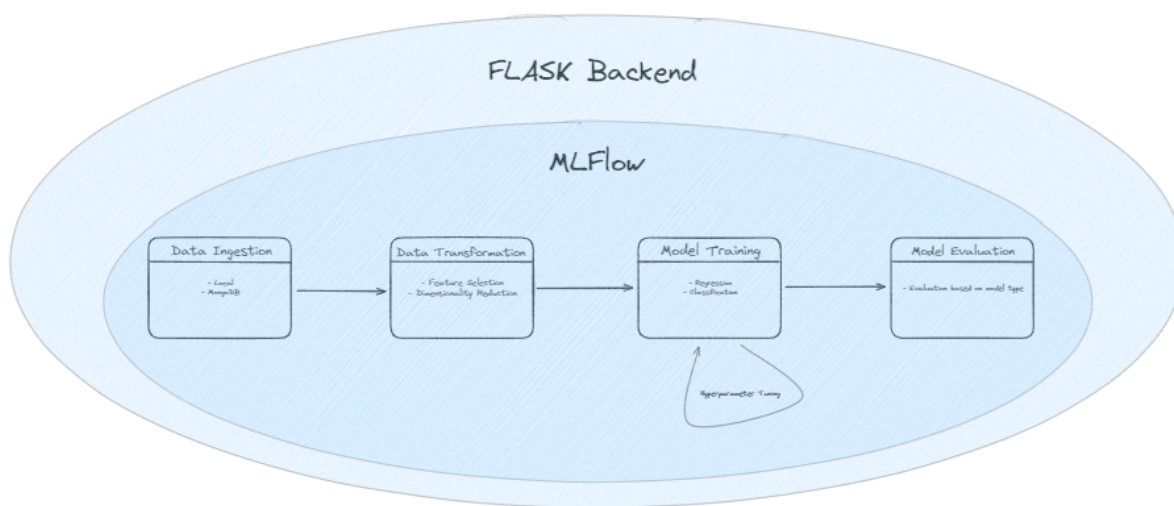 FLASK Backend
MLFlow
Data Ingestion
- Local
- MongoDB
Data Transformation
- Feature Selection
- Dimensionality Reduction
Model Training
- Regression
- Classification
Model Evaluation
- Evaluation based on model type
Hyperparameter Tuning